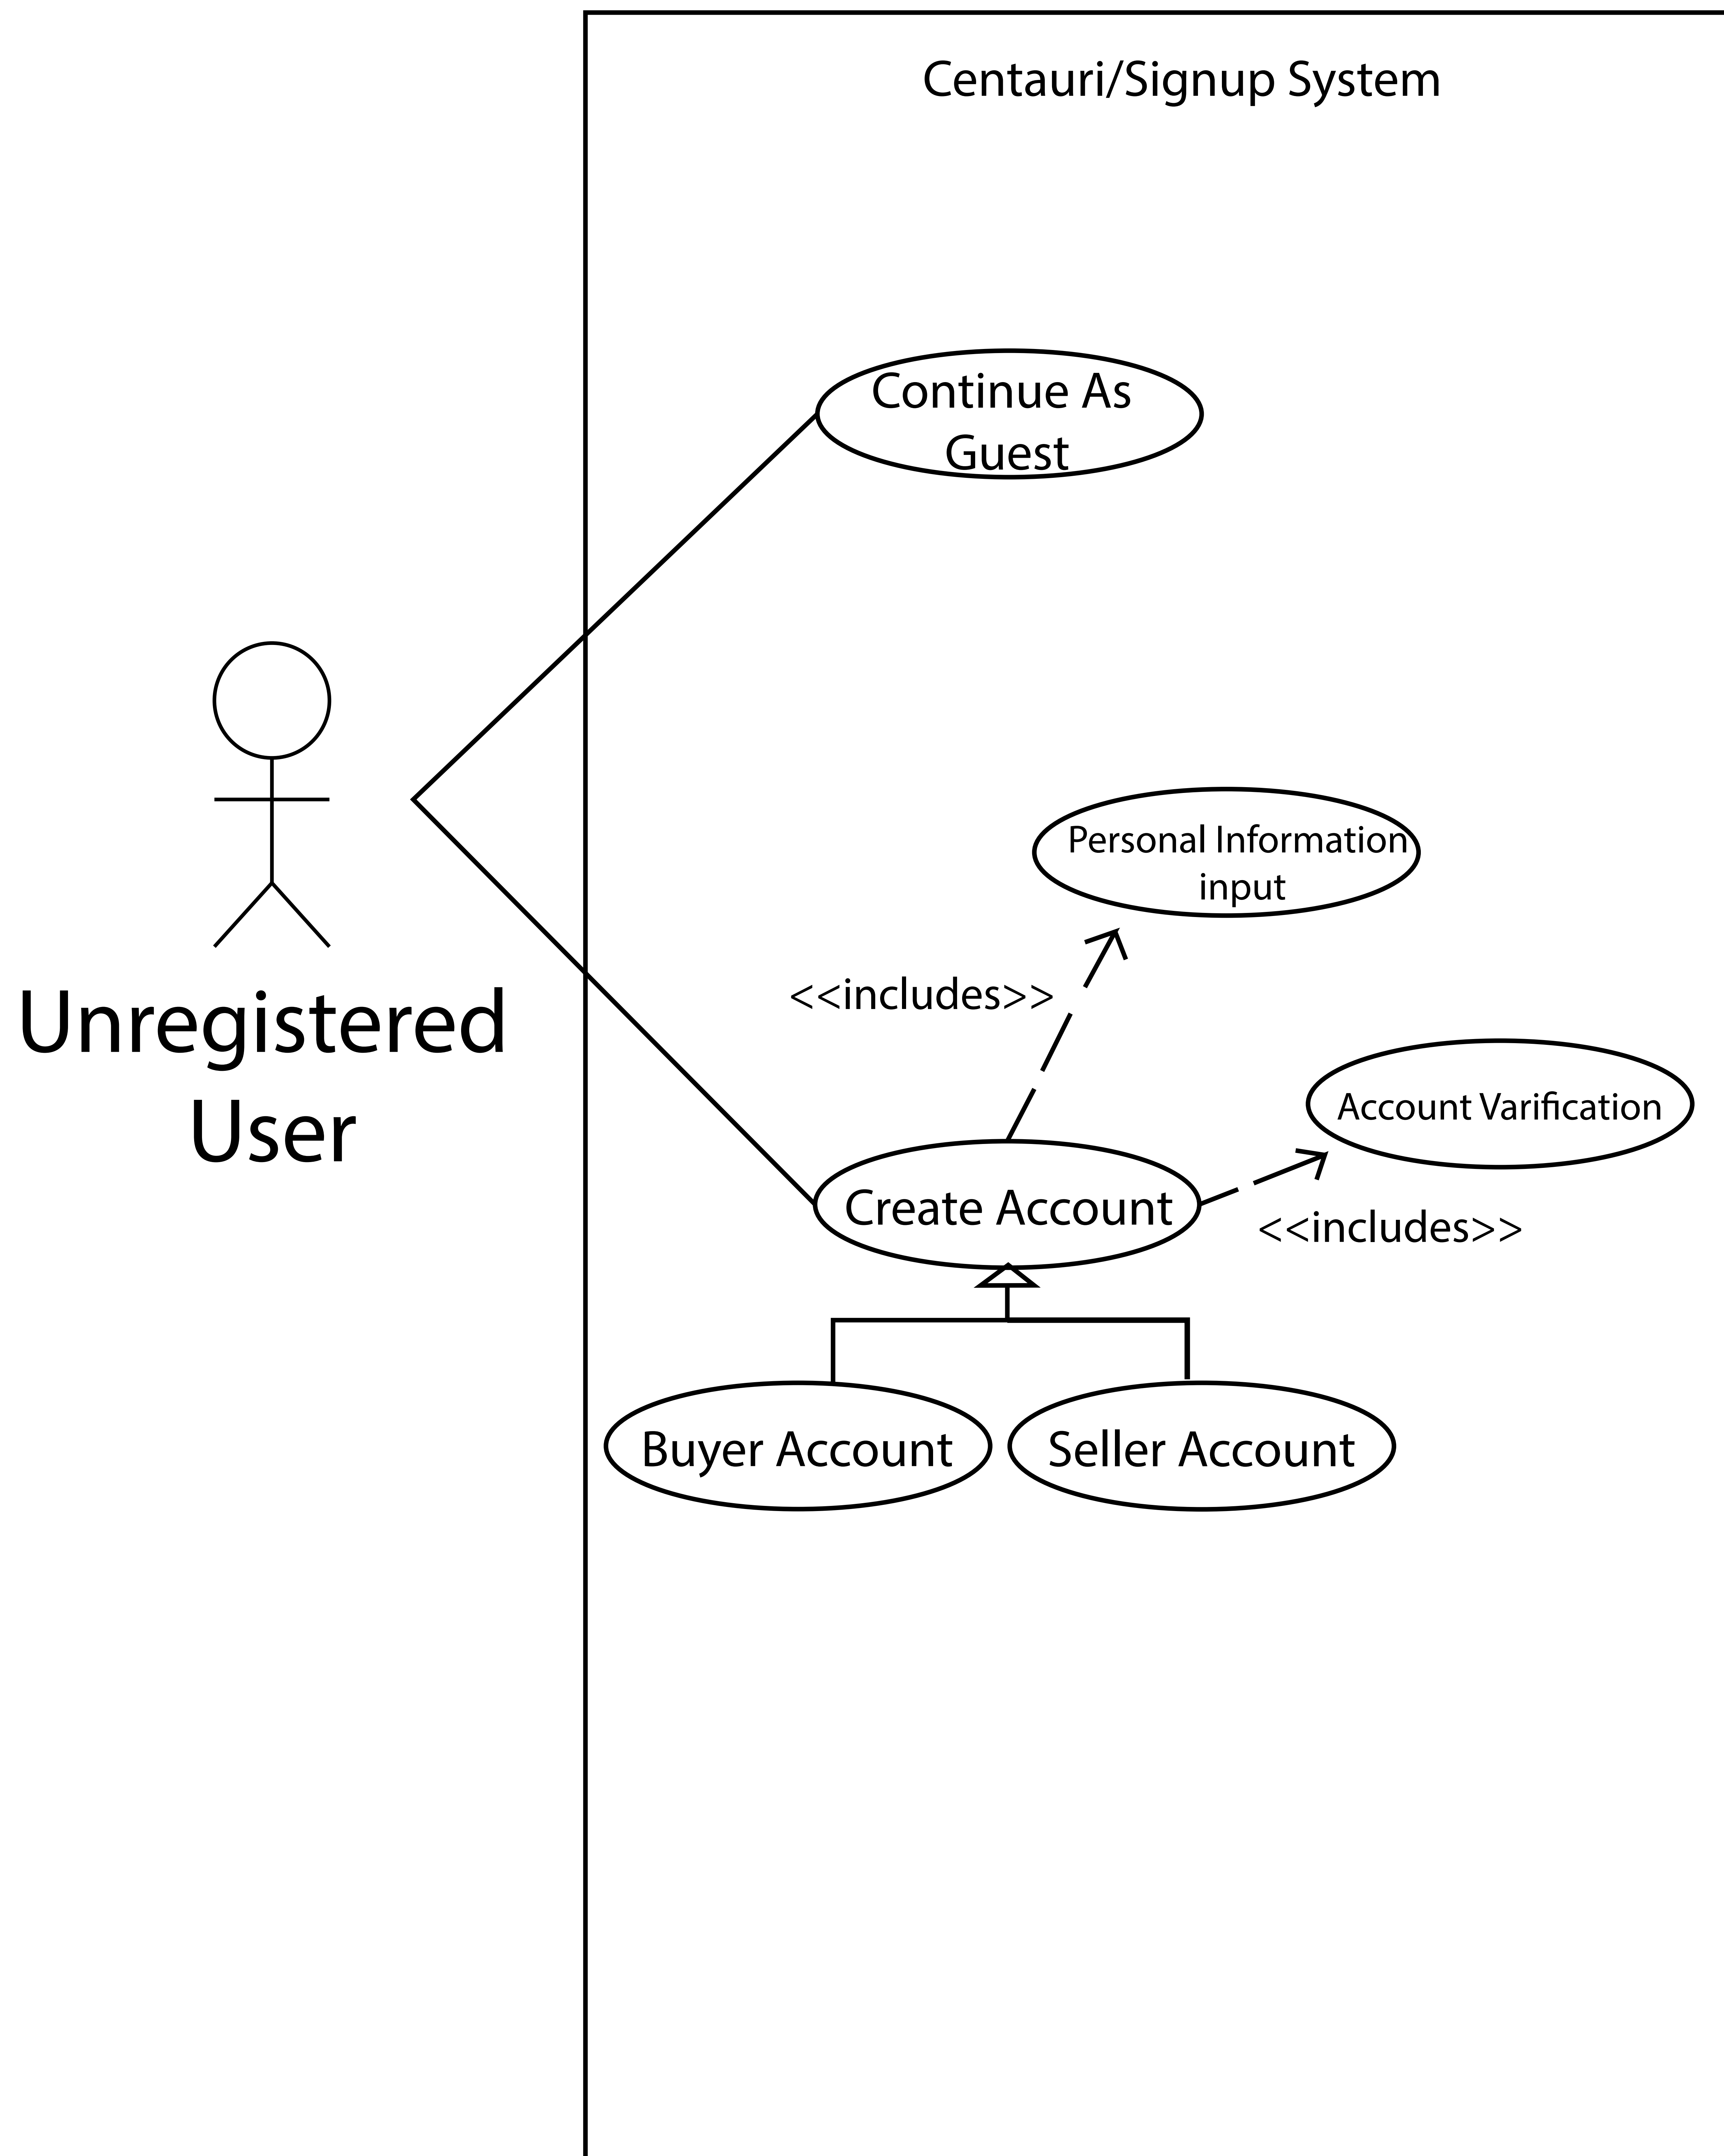 Centauri/Signup System
Continue As
Guest
Personal Information
input
<<includes>>
Unregistered
User
Account Varification
Create Account
<<includes>>
Buyer Account
Seller Account